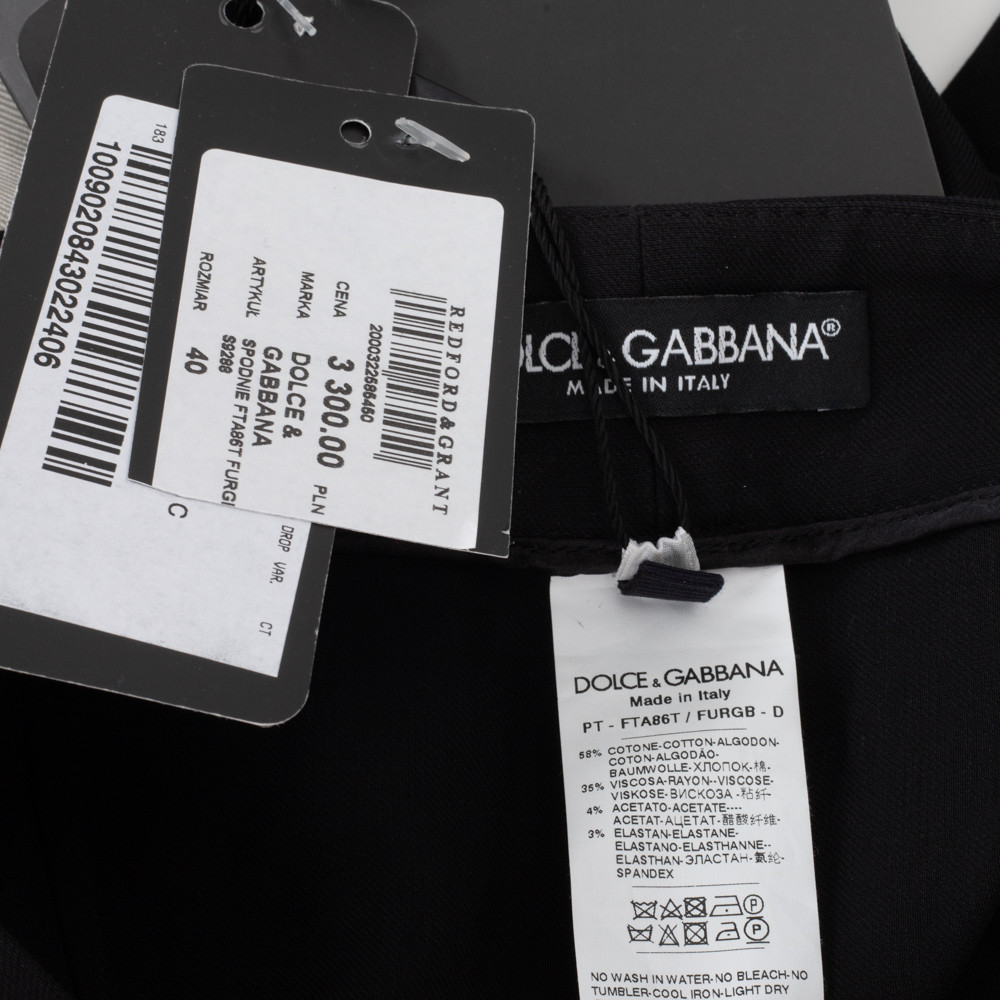 183
10090208430222406
C
DROP VAR. CT
REDFORD&GRANT
2000322686460
CENA 3 300.00 PLN
MARKA DOLCE &
GABBANA
ARTYKUŁ SPODNIE FTA86T FURG
S9288
ROZMIAR 40
GABBANA®
MADE IN ITALY
DOLCE & GABBANA
Made in Italy
PT - FTA86T / FURGB - D
58% COTONE-COTTON-ALGODON-
COTON-ALGODÃO-
BAUMWOLLE-ХЛОПОК-棉-
35% VISCOSA-RAYON--VISCOSE-
VISKOSE-ВИСКОЗА -粘纤-
4% ACETATO-ACETATE----
ACETAT-АЦЕТАТ-醋酸纤维-
3% ELASTAN-ELASTANE-
ELASTANO-ELASTHANNE--
ELASTHAN-ЭЛАСТАН-氨纶-
SPANDEX
NO WASH IN WATER-NO BLEACH-NO
TUMBLER-COOL IRON-LIGHT DRY